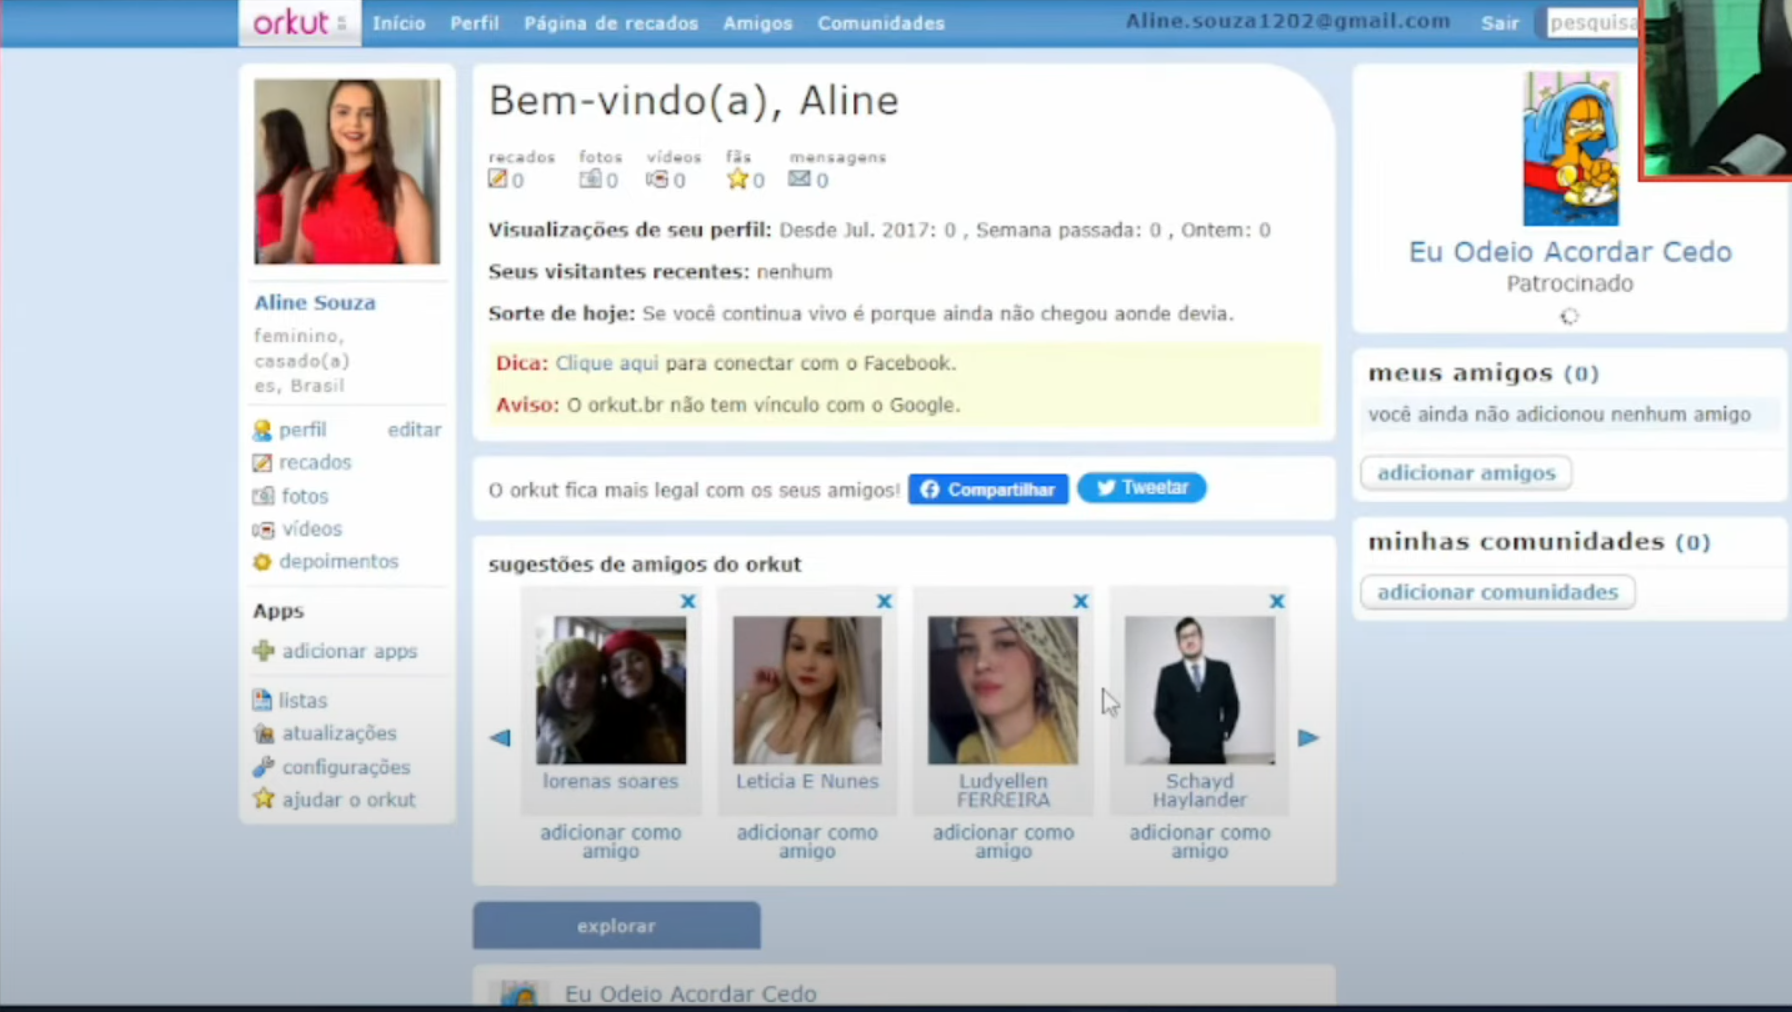 orkut Início Perfil Página de recados Amigos Comunidades Aline.souza1202@gmail.com Sair pesquisa
Aline Souza
feminino,
casado(a)
es, Brasil
perfil editar
recados
fotos
vídeos
depoimentos
Apps
adicionar apps
listas
atualizações
configurações
ajudar o orkut
Bem-vindo(a), Aline
recados fotos vídeos fãs mensagens
0 0 0 0 0
Visualizações de seu perfil: Desde Jul. 2017: 0 , Semana passada: 0 , Ontem: 0
Seus visitantes recentes: nenhum
Sorte de hoje: Se você continua vivo é porque ainda não chegou aonde devia.
Dica: Clique aqui para conectar com o Facebook.
Aviso: O orkut.br não tem vínculo com o Google.
O orkut fica mais legal com os seus amigos! Compartilhar Tweetar
sugestões de amigos do orkut
x x x x
lorenas soares Leticia E Nunes Ludyellen Schayd
FERREIRA Haylander
adicionar como adicionar como adicionar como adicionar como
amigo amigo amigo amigo
explorar
Eu Odeio Acordar Cedo
Eu Odeio Acordar Cedo
Patrocinado
meus amigos (0)
você ainda não adicionou nenhum amigo
adicionar amigos
minhas comunidades (0)
adicionar comunidades